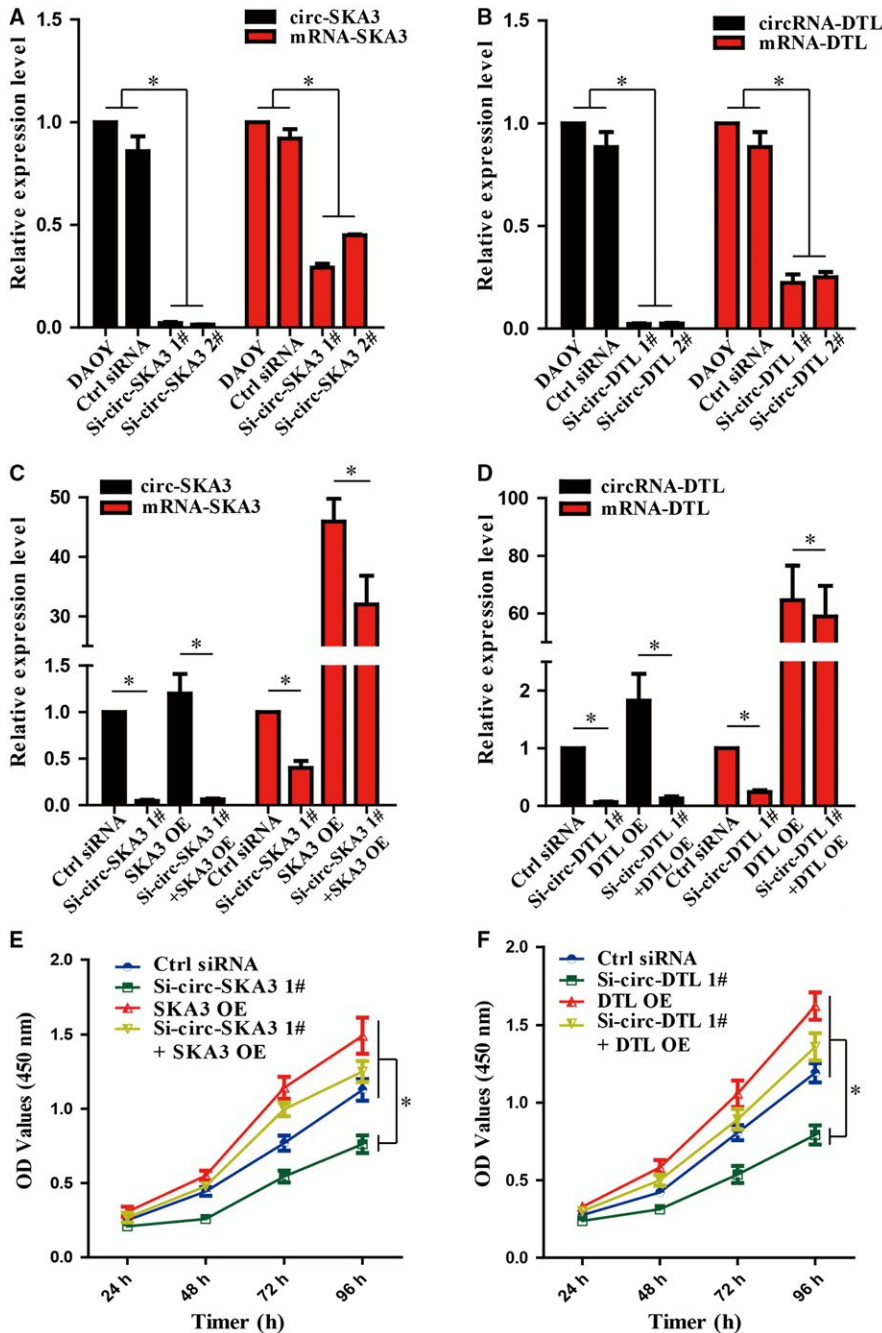 A
circ-SKA3
mRNA-SKA3
Relative expression level
1.5
1.0
0.5
0.0
*
*
DAOY
Ctrl siRNA
Si-circ-SKA3 1#
Si-circ-SKA3 2#
DAOY
Ctrl siRNA
Si-circ-SKA3 1#
Si-circ-SKA3 2#
B
circRNA-DTL
mRNA-DTL
Relative expression level
1.5
1.0
0.5
0.0
*
*
DAOY
Ctrl siRNA
Si-circ-DTL 1#
Si-circ-DTL 2#
DAOY
Ctrl siRNA
Si-circ-DTL 1#
Si-circ-DTL 2#
C
circ-SKA3
mRNA-SKA3
Relative expression level
50
40
30
1.5
1.0
0.5
0.0
*
*
*
*
Ctrl siRNA
Si-circ-SKA3 1#
SKA3 OE
Si-circ-SKA3 1#
+SKA3 OE
Ctrl siRNA
Si-circ-SKA3 1#
SKA3 OE
Si-circ-SKA3 1#
+SKA3 OE
D
circRNA-DTL
mRNA-DTL
Relative expression level
100
80
60
2
1
0
*
*
*
*
Ctrl siRNA
Si-circ-DTL 1#
DTL OE
Si-circ-DTL 1#
+DTL OE
Ctrl siRNA
Si-circ-DTL 1#
DTL OE
Si-circ-DTL 1#
+DTL OE
E
Ctrl siRNA
Si-circ-SKA3 1#
SKA3 OE
Si-circ-SKA3 1#
+ SKA3 OE
OD Values (450 nm)
2.0
1.5
1.0
0.5
0.0
*
24 h
48 h
72 h
96 h
Timer (h)
F
Ctrl siRNA
Si-circ-DTL 1#
DTL OE
Si-circ-DTL 1#
+ DTL OE
OD Values (450 nm)
2.0
1.5
1.0
0.5
0.0
*
24 h
48 h
72 h
96 h
Timer (h)